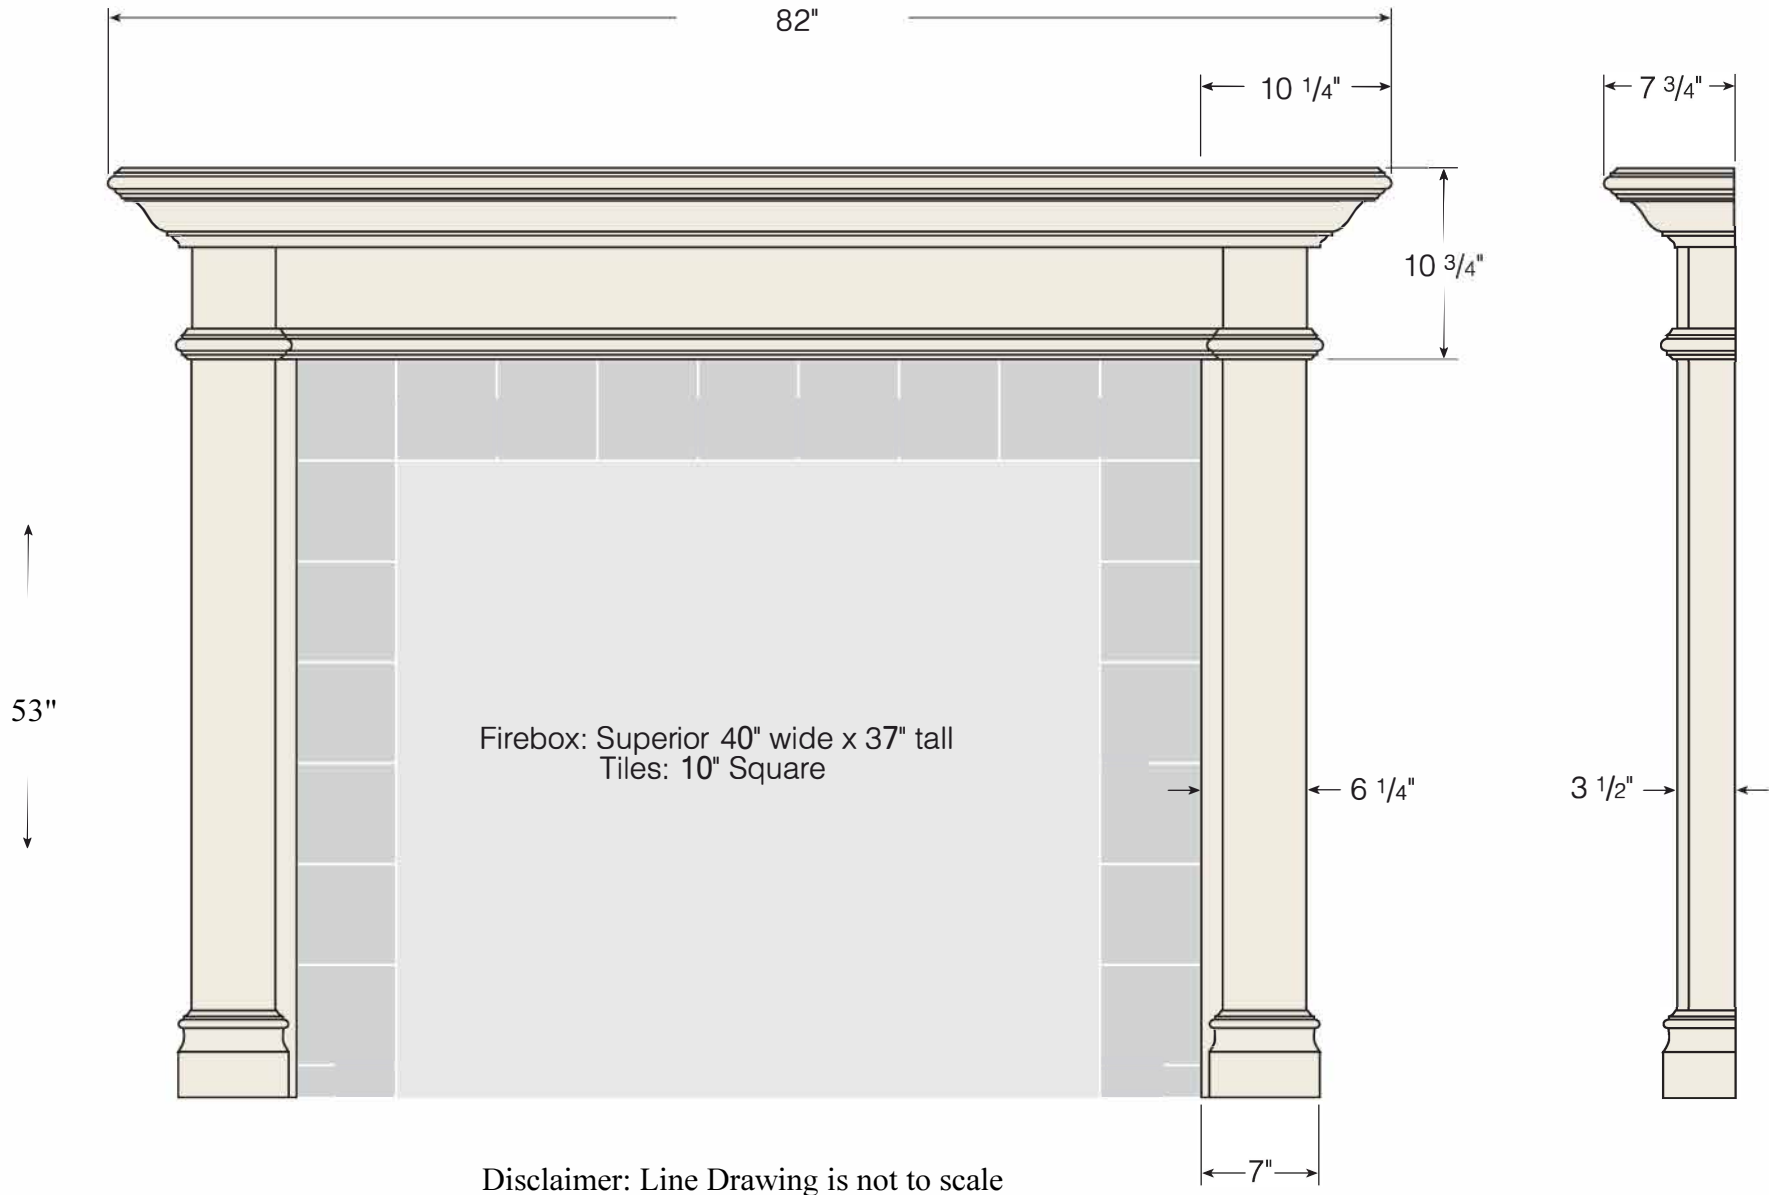 82"
10 1/4"
7 3/4"
10 3/4"
53"
Firebox: Superior 40" wide x 37" tall
Tiles: 10" Square
6 1/4"
3 1/2"
7"
Disclaimer: Line Drawing is not to scale